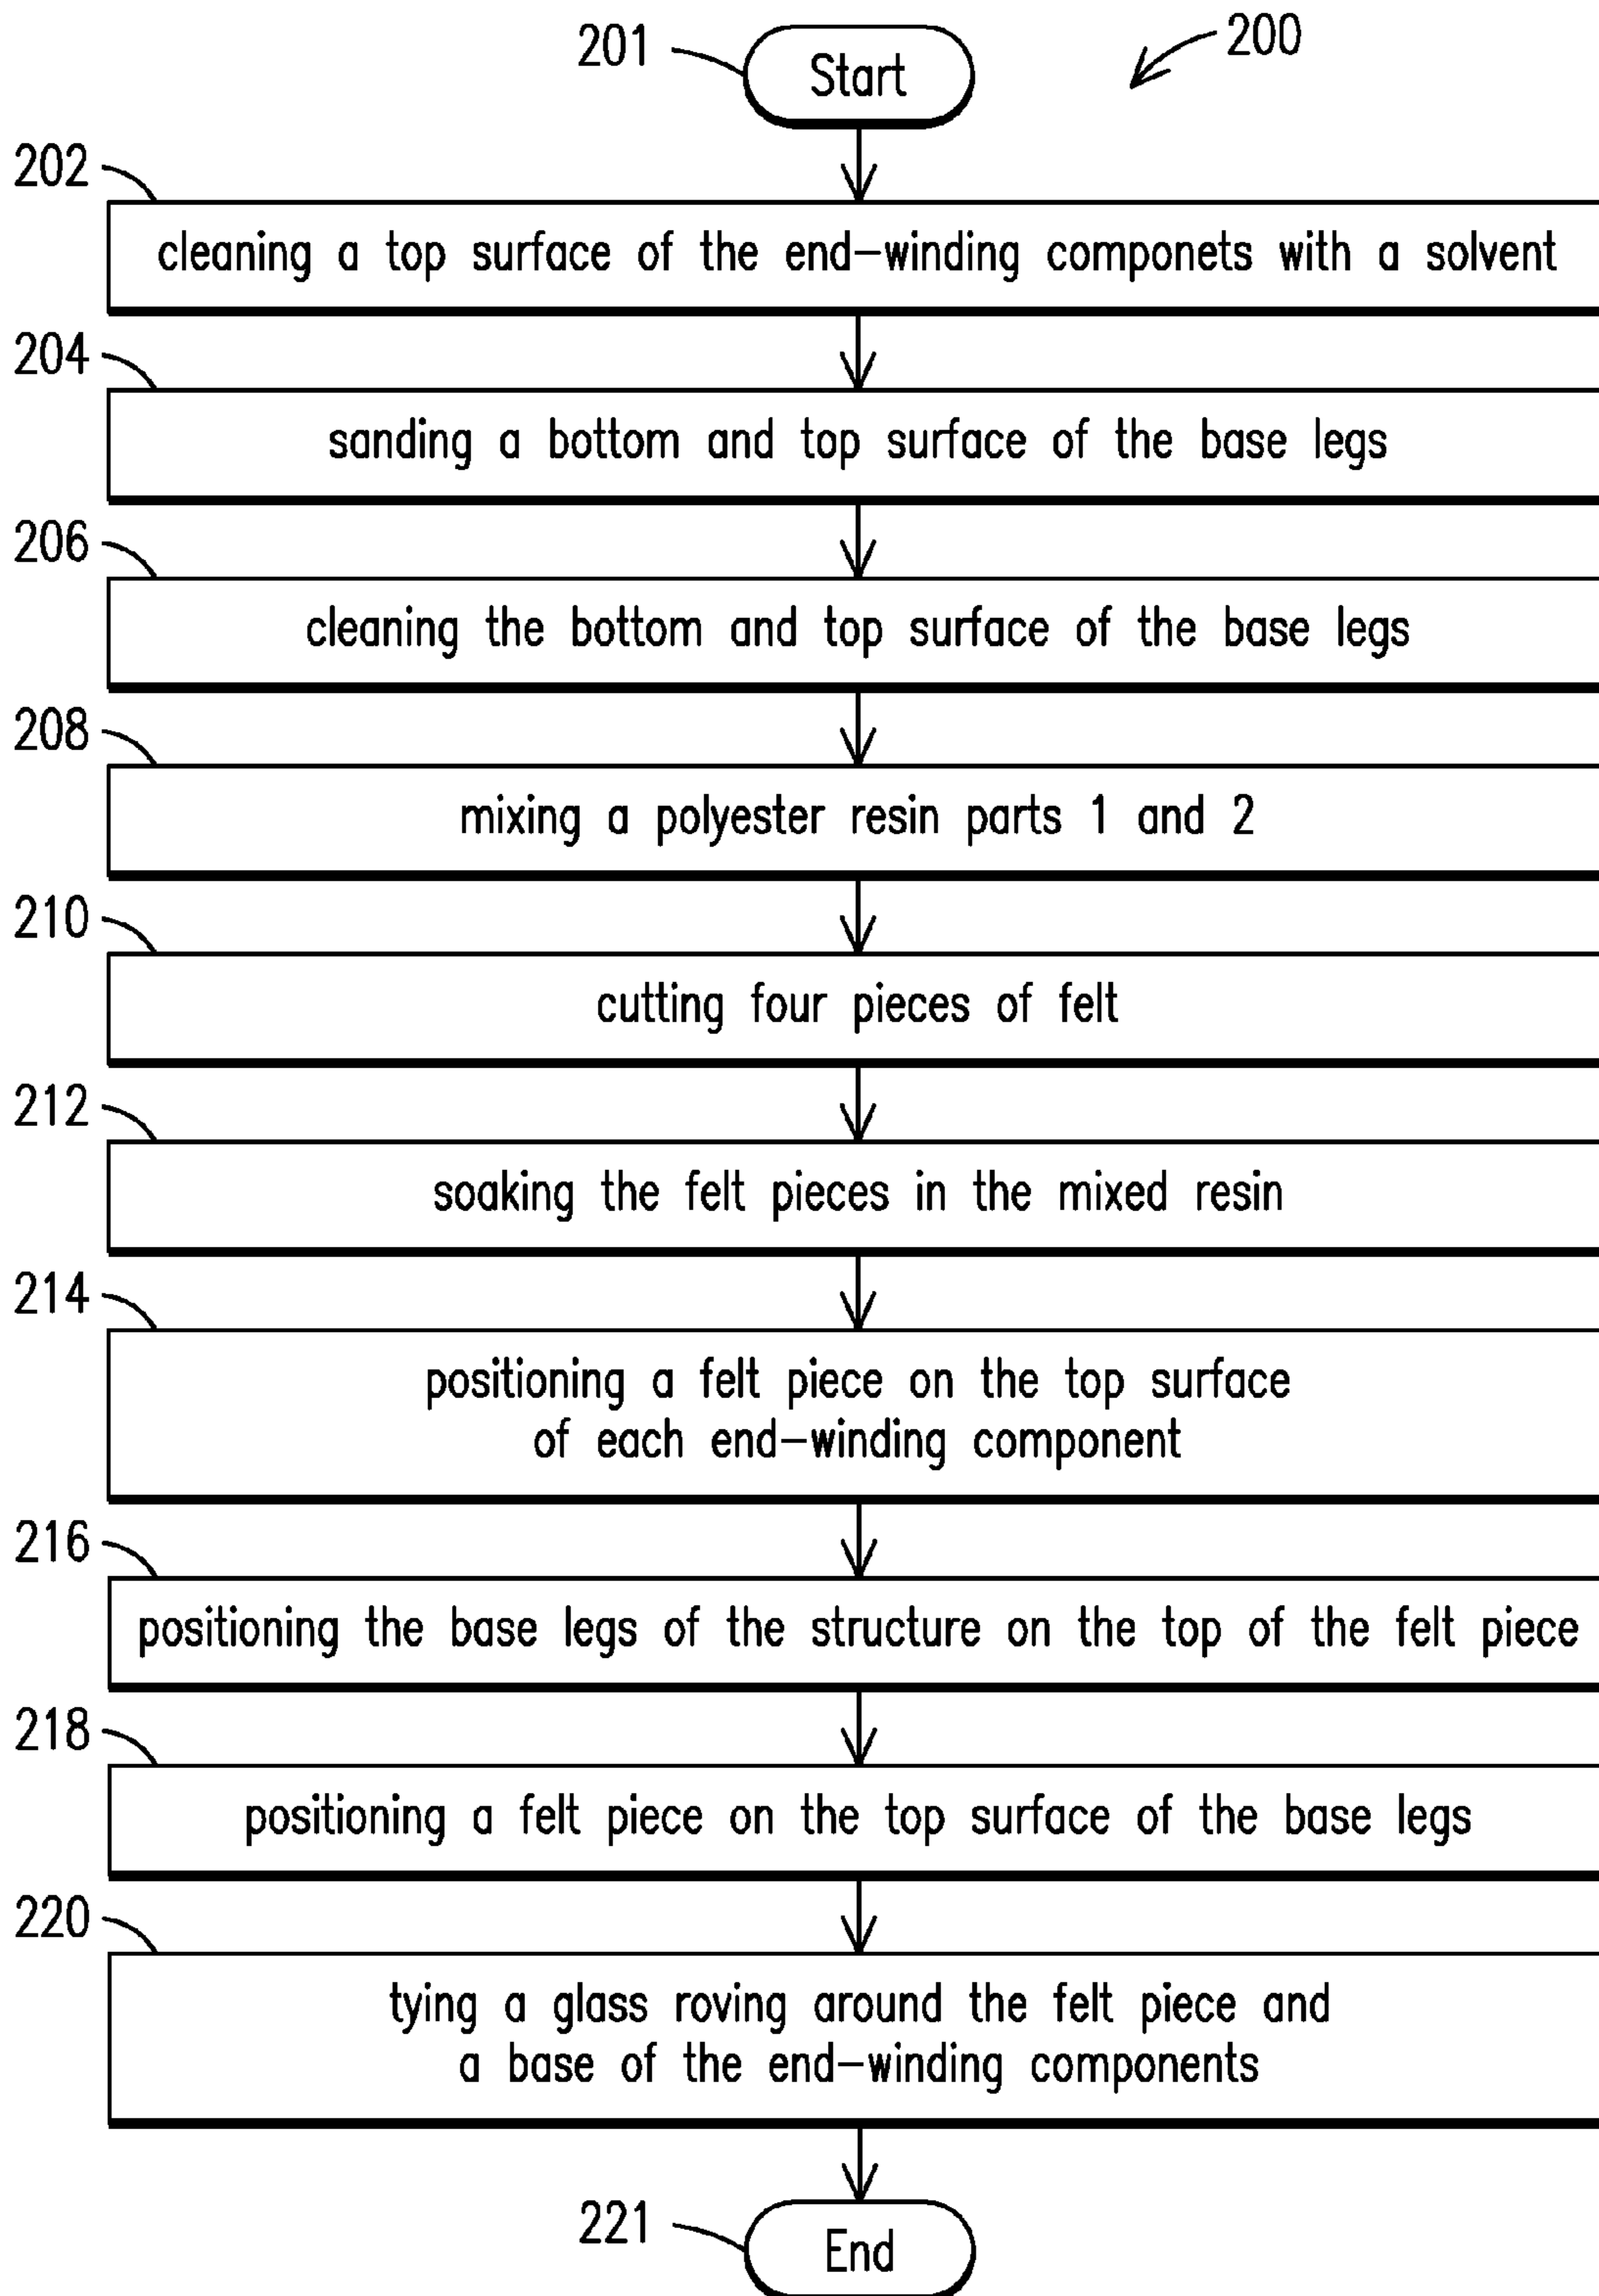 201
Start
200
202
cleaning a top surface of the end-winding componets with a solvent
204
sanding a bottom and top surface of the base legs
206
cleaning the bottom and top surface of the base legs
208
mixing a polyester resin parts 1 and 2
210
cutting four pieces of felt
212
soaking the felt pieces in the mixed resin
214
positioning a felt piece on the top surface
of each end-winding component
216
positioning the base legs of the structure on the top of the felt piece
218
positioning a felt piece on the top surface of the base legs
220
tying a glass roving around the felt piece and
a base of the end-winding components
221
End